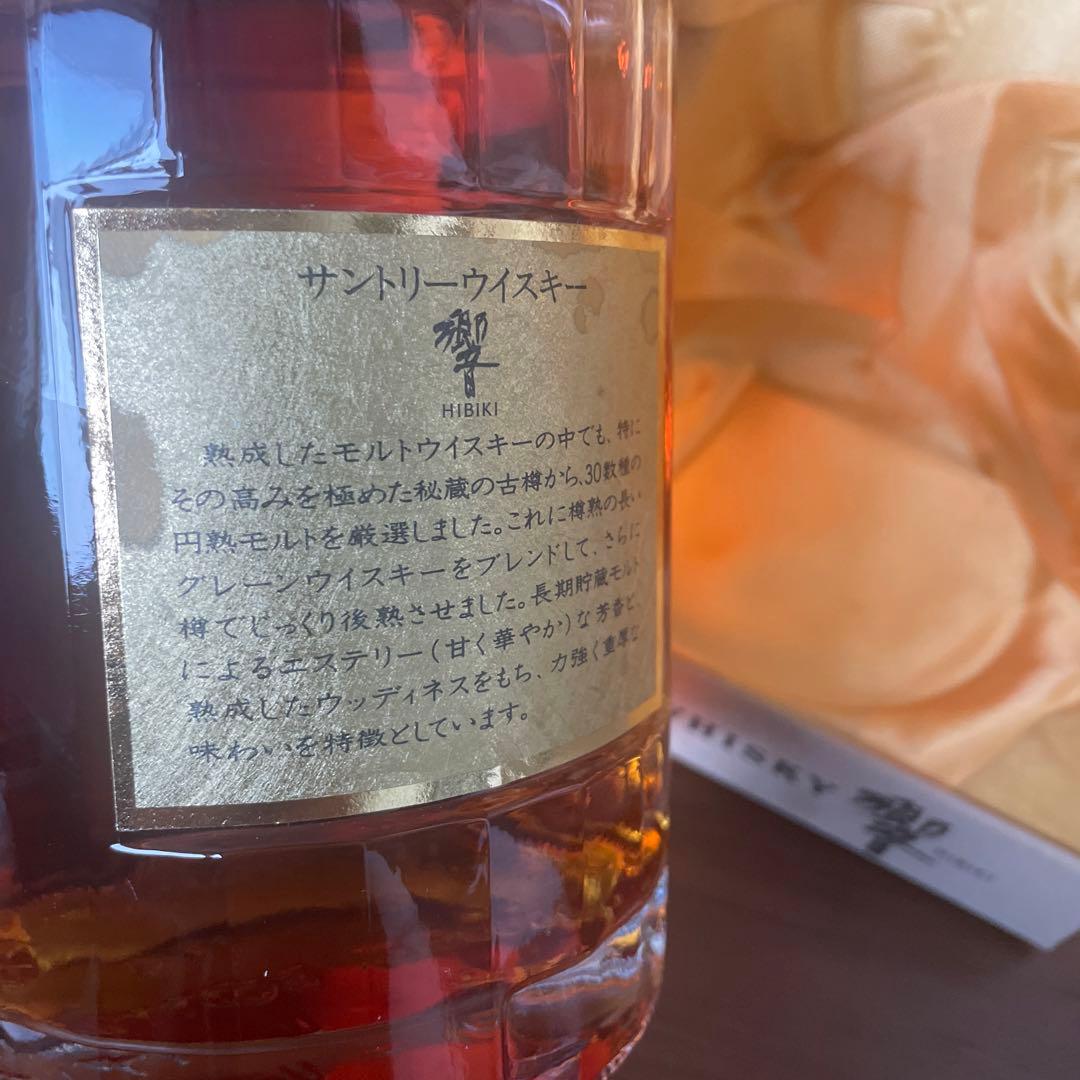 サントリーウイスキー
響
HIBIKI
熟成したモルトウイスキーの中でも、特に
その高みを極めた秘蔵の古樽から、30数種の
円熟モルトを厳選しました。これに樽熟の長い
グレーンウイスキーをブレンドして、さらに
樽でじっくり後熟させました。長期貯蔵モルト
によるエステリー(甘く華やか)な芳香と、
熟成したウッディネスをもち、力強く重厚な
味わいを特徴としています。
WHISKY 響 HIBIKI